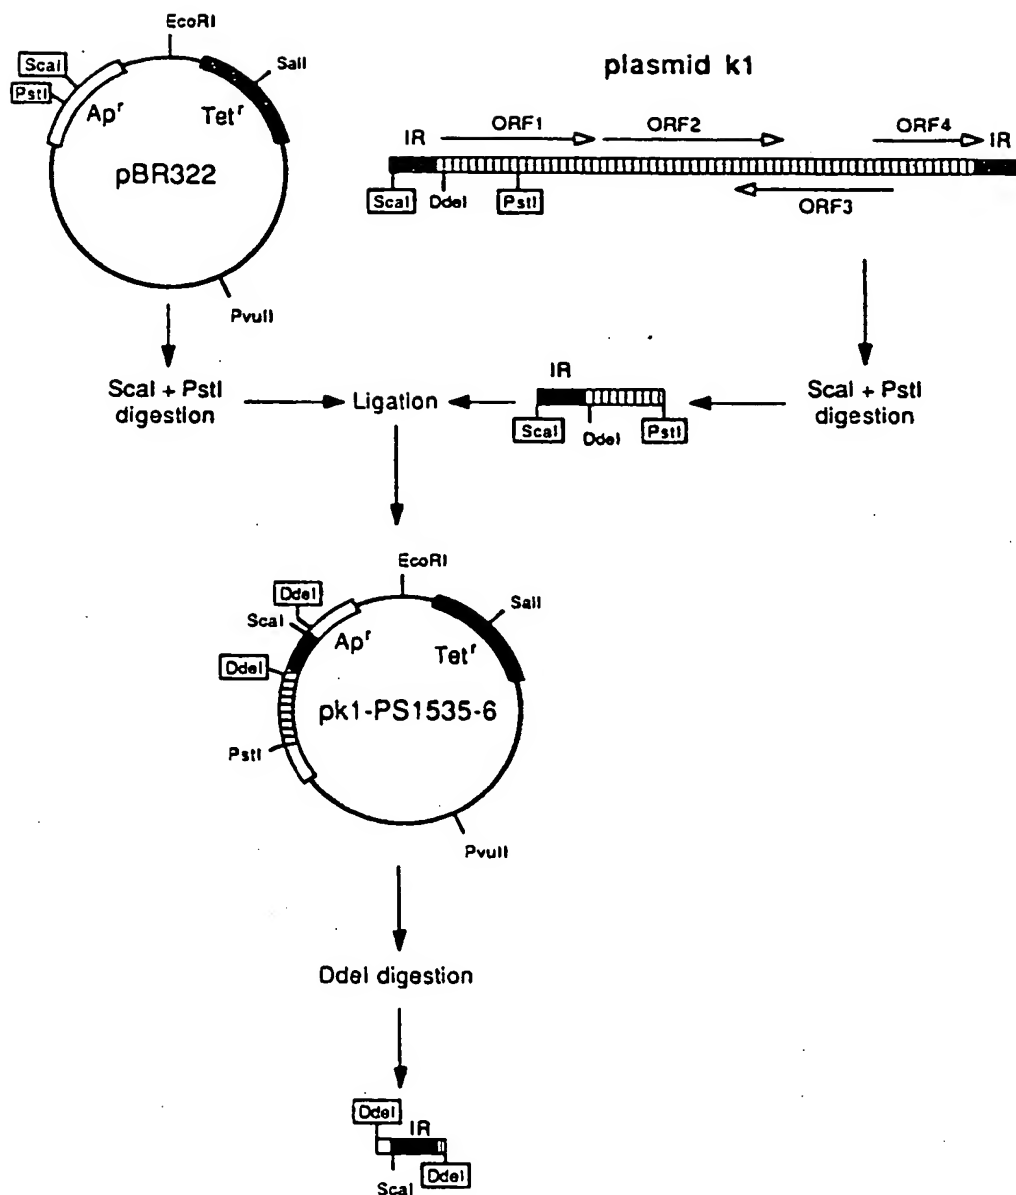 EcoRI
ScaI
SalI
PstI
Ap^r
Tet^r
pBR322
PvuII
plasmid k1
IR
ORF1
ORF2
ORF4
IR
ScaI
DdeI
PstI
ORF3
ScaI + PstI
digestion
Ligation
IR
ScaI
DdeI
PstI
ScaI + PstI
digestion
EcoRI
DdeI
SalI
ScaI
Ap^r
Tet^r
DdeI
pk1-PS1535-6
PstI
PvuII
DdeI digestion
DdeI
IR
ScaI
DdeI